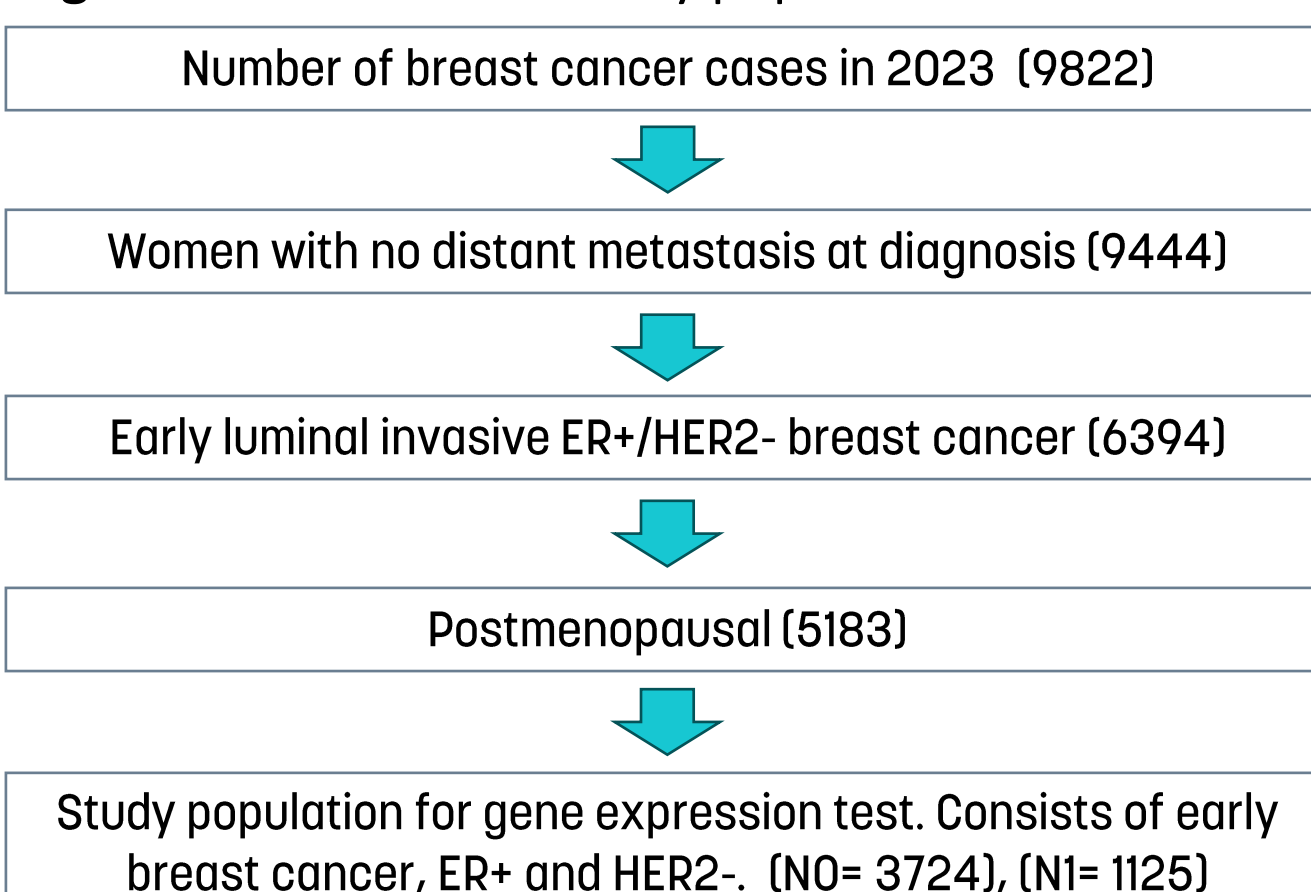 Number of breast cancer cases in 2023  (9822)
Women with no distant metastasis at diagnosis (9444)
Early luminal invasive ER+/HER2- breast cancer (6394)
Postmenopausal (5183)
Study population for gene expression test. Consists of early
breast cancer, ER+ and HER2-.  (N0= 3724), (N1= 1125)